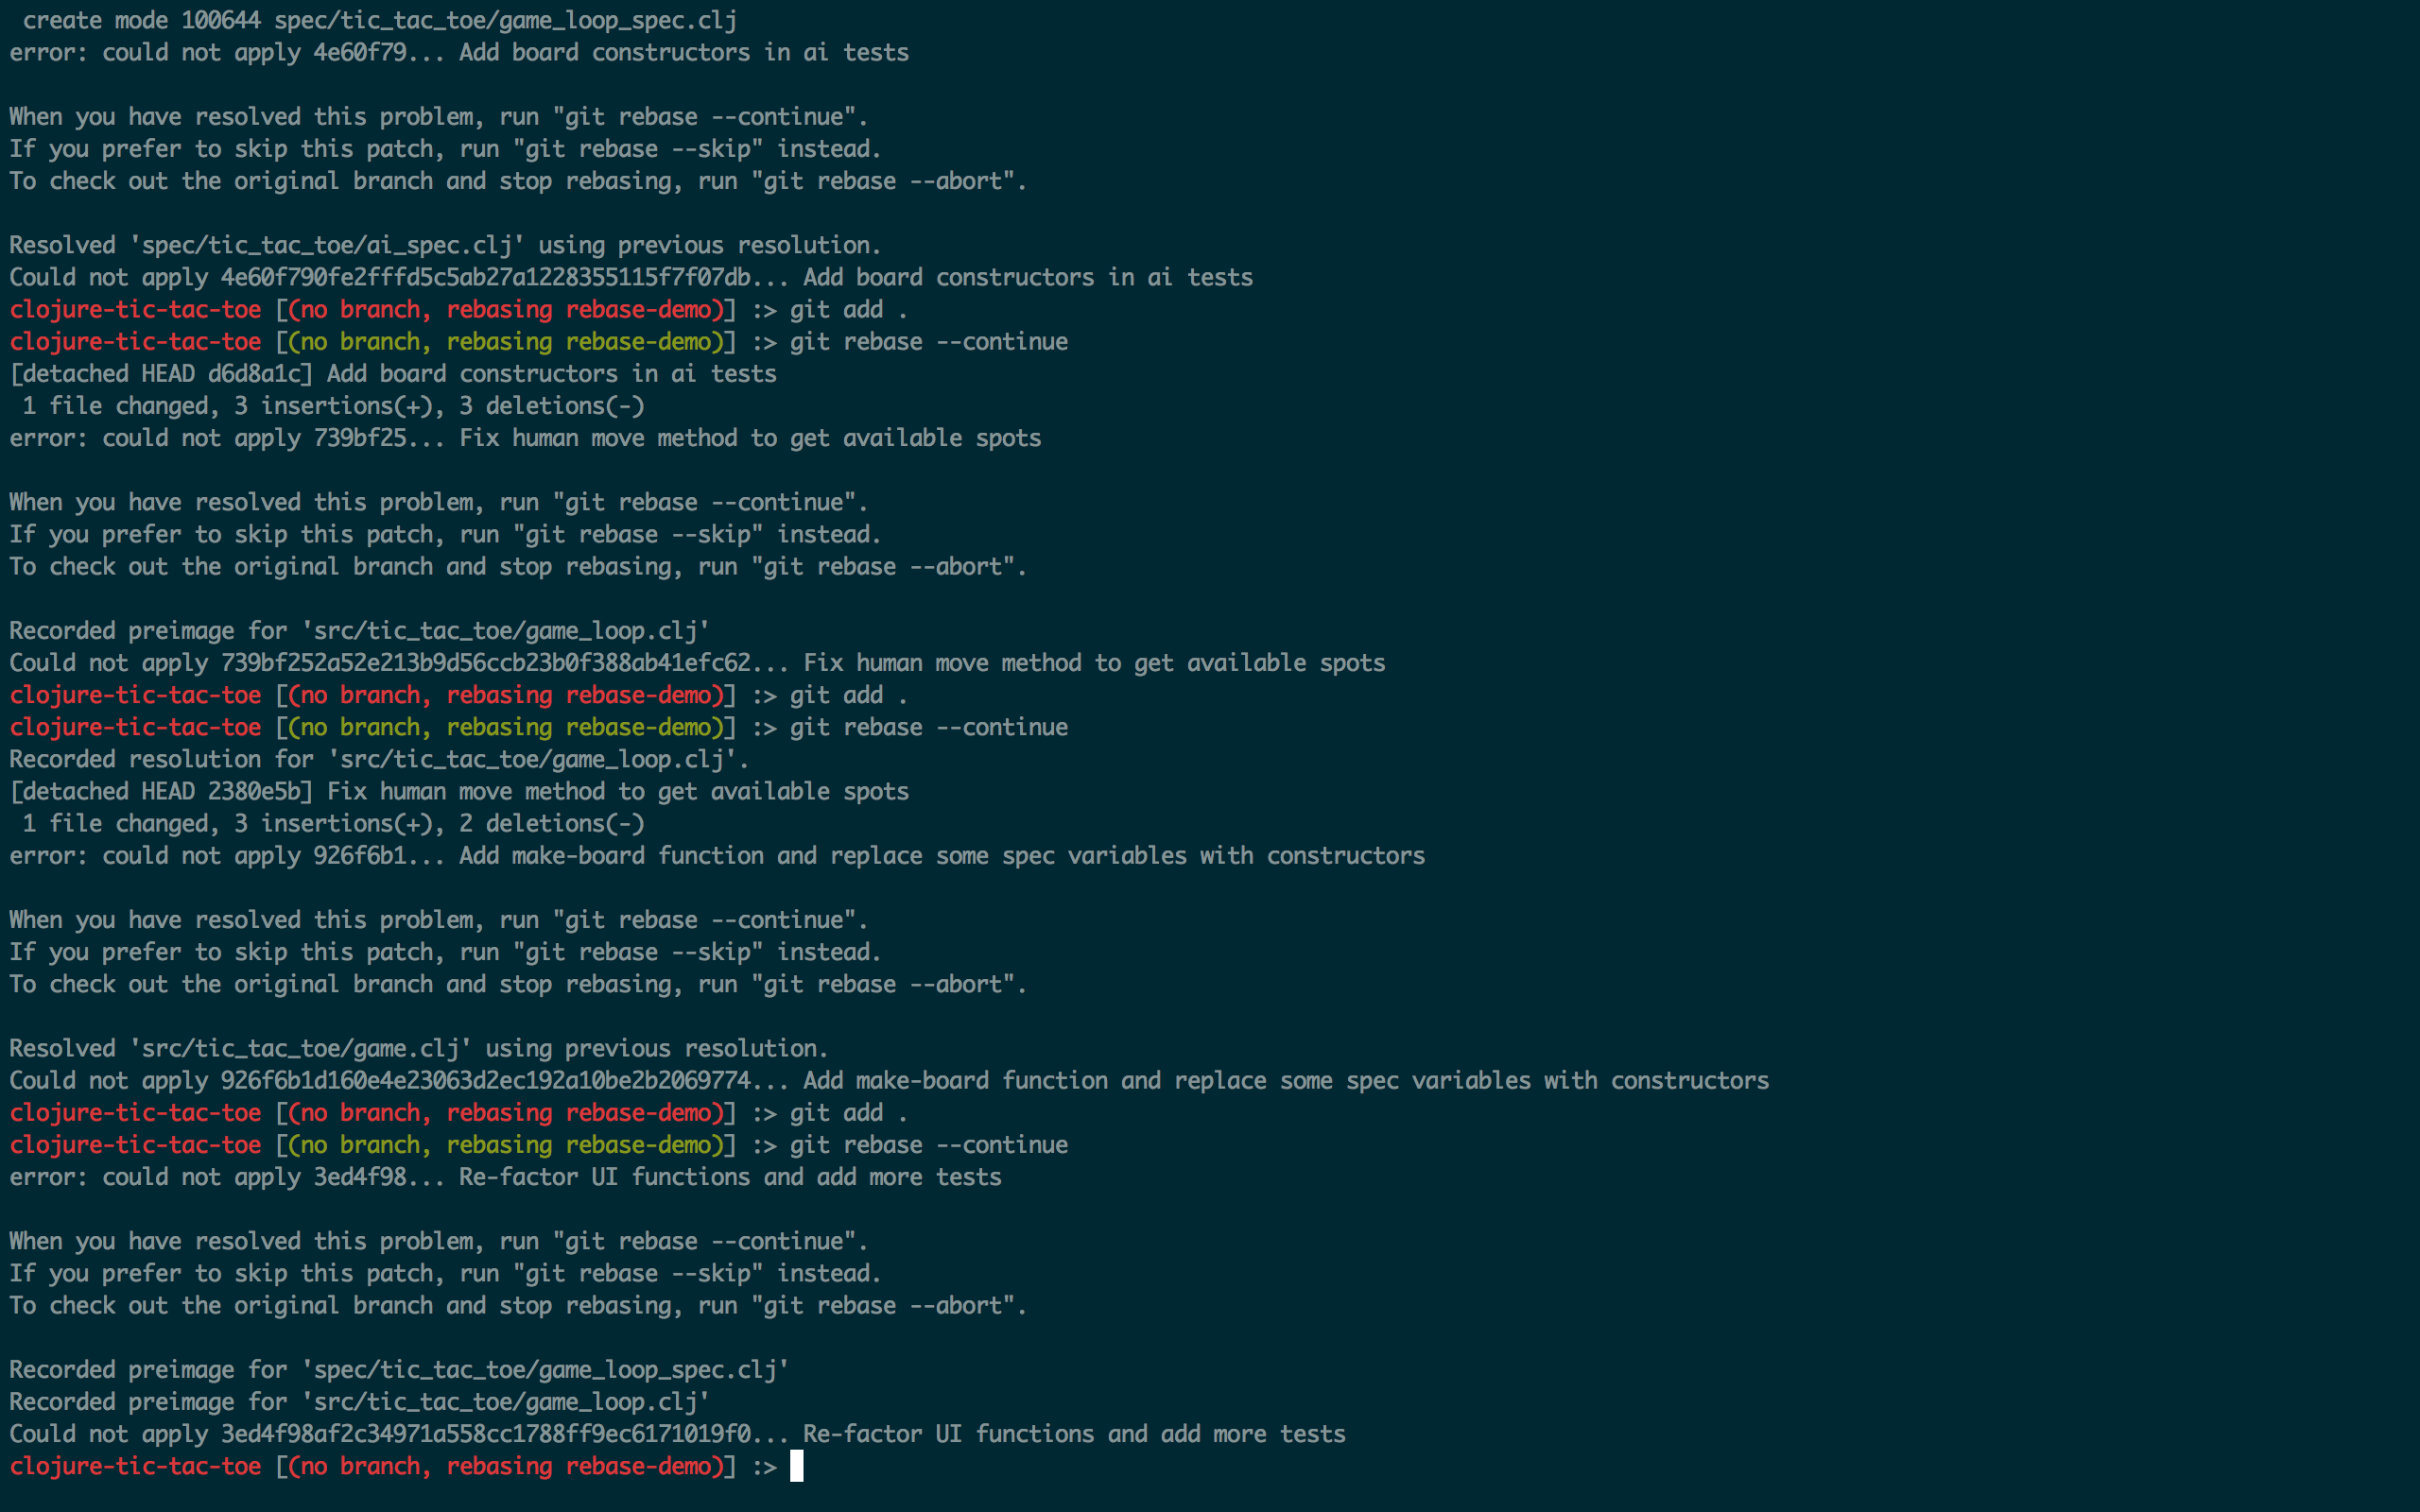 create mode 100644 spec/tic_tac_toe/game_loop_spec.clj
error: could not apply 4e60f79... Add board constructors in ai tests

When you have resolved this problem, run "git rebase --continue".
If you prefer to skip this patch, run "git rebase --skip" instead.
To check out the original branch and stop rebasing, run "git rebase --abort".

Resolved 'spec/tic_tac_toe/ai_spec.clj' using previous resolution.
Could not apply 4e60f790fe2fffd5c5ab27a1228355115f7f07db... Add board constructors in ai tests
clojure-tic-tac-toe [(no branch, rebasing rebase-demo)] :> git add .
clojure-tic-tac-toe [(no branch, rebasing rebase-demo)] :> git rebase --continue
[detached HEAD d6d8a1c] Add board constructors in ai tests
 1 file changed, 3 insertions(+), 3 deletions(-)
error: could not apply 739bf25... Fix human move method to get available spots

When you have resolved this problem, run "git rebase --continue".
If you prefer to skip this patch, run "git rebase --skip" instead.
To check out the original branch and stop rebasing, run "git rebase --abort".

Recorded preimage for 'src/tic_tac_toe/game_loop.clj'
Could not apply 739bf252a52e213b9d56ccb23b0f388ab41efc62... Fix human move method to get available spots
clojure-tic-tac-toe [(no branch, rebasing rebase-demo)] :> git add .
clojure-tic-tac-toe [(no branch, rebasing rebase-demo)] :> git rebase --continue
Recorded resolution for 'src/tic_tac_toe/game_loop.clj'.
[detached HEAD 2380e5b] Fix human move method to get available spots
 1 file changed, 3 insertions(+), 2 deletions(-)
error: could not apply 926f6b1... Add make-board function and replace some spec variables with constructors

When you have resolved this problem, run "git rebase --continue".
If you prefer to skip this patch, run "git rebase --skip" instead.
To check out the original branch and stop rebasing, run "git rebase --abort".

Resolved 'src/tic_tac_toe/game.clj' using previous resolution.
Could not apply 926f6b1d160e4e23063d2ec192a10be2b2069774... Add make-board function and replace some spec variables with constructors
clojure-tic-tac-toe [(no branch, rebasing rebase-demo)] :> git add .
clojure-tic-tac-toe [(no branch, rebasing rebase-demo)] :> git rebase --continue
error: could not apply 3ed4f98... Re-factor UI functions and add more tests

When you have resolved this problem, run "git rebase --continue".
If you prefer to skip this patch, run "git rebase --skip" instead.
To check out the original branch and stop rebasing, run "git rebase --abort".

Recorded preimage for 'spec/tic_tac_toe/game_loop_spec.clj'
Recorded preimage for 'src/tic_tac_toe/game_loop.clj'
Could not apply 3ed4f98af2c34971a558cc1788ff9ec6171019f0... Re-factor UI functions and add more tests
clojure-tic-tac-toe [(no branch, rebasing rebase-demo)] :>